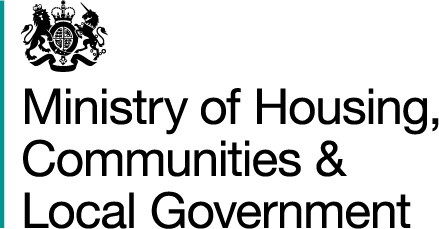 Ministry of Housing,
Communities &
Local Government